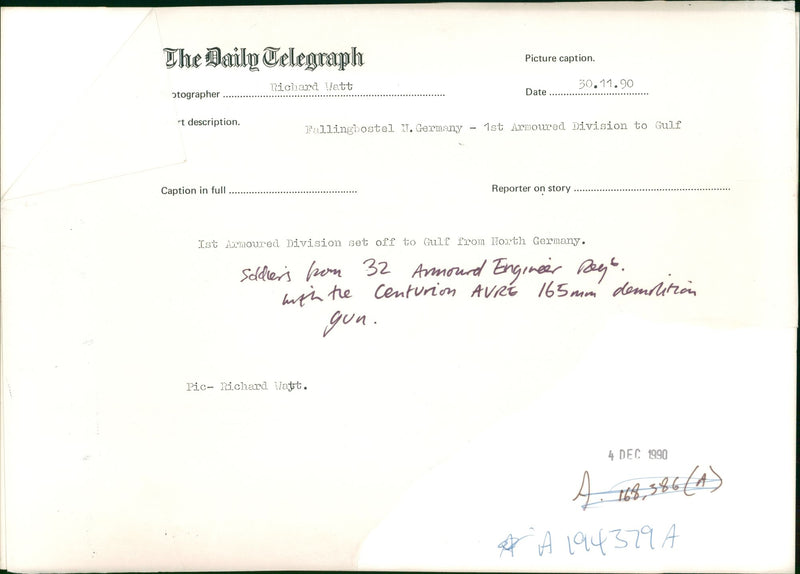 The Daily Telegraph
Picture caption.
otographer Richard Watt
Date 30.11.90
rt description.
Fallingbostel N.Germany - 1st Armoured Division to Gulf
Caption in full
Reporter on story
1st Armoured Division set off to Gulf from North Germany.
Soldiers from 32 Armoured Engineer Regt.
with the Centurion AVRE 165mm demolition
gun.
Pic- Richard Watt.
4 DEC 1990
A. 168,386(A)
A 194379A